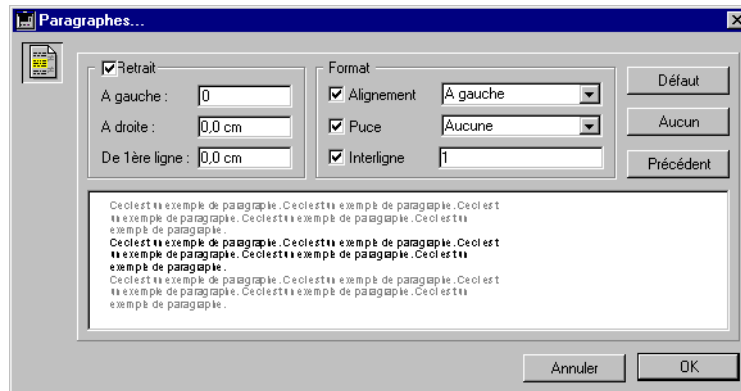 Paragraphes...
Retrait
A gauche : 0
A droite : 0,0 cm
De 1ère ligne : 0,0 cm
Format
Alignement A gauche
Puce Aucune
Interligne 1
Défaut
Aucun
Précédent
Ceci est un exemple de paragraphe. Ceci est un exemple de paragraphe. Ceci est
un exemple de paragraphe. Ceci est un exemple de paragraphe. Ceci est un
exemple de paragraphe.
Ceci est un exemple de paragraphe. Ceci est un exemple de paragraphe. Ceci est
un exemple de paragraphe. Ceci est un exemple de paragraphe. Ceci est un
exemple de paragraphe.
Ceci est un exemple de paragraphe. Ceci est un exemple de paragraphe. Ceci est
un exemple de paragraphe. Ceci est un exemple de paragraphe. Ceci est un
exemple de paragraphe.
Annuler
OK